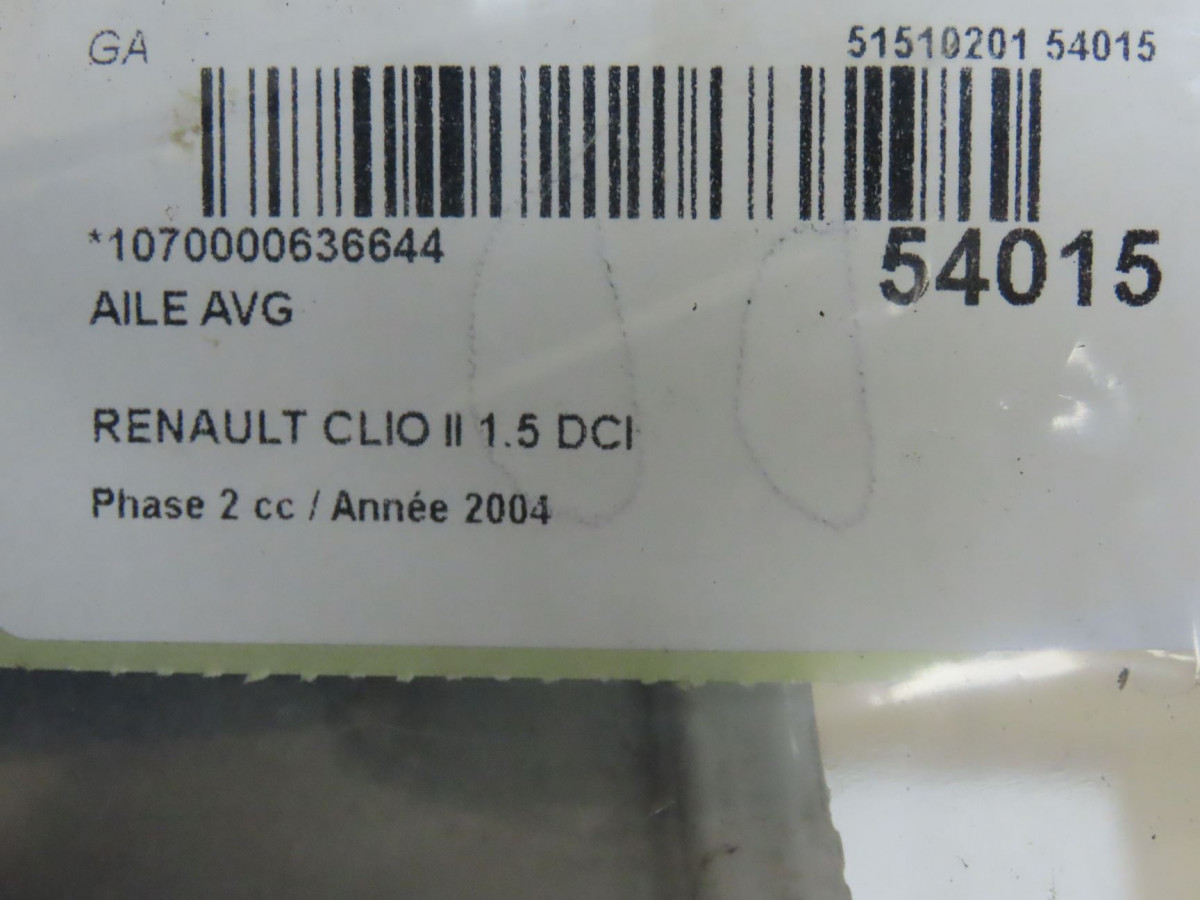 GA
51510201 54015
*1070000636644
54015
AILE AVG
RENAULT CLIO II 1.5 DCI
Phase 2 cc / Année 2004